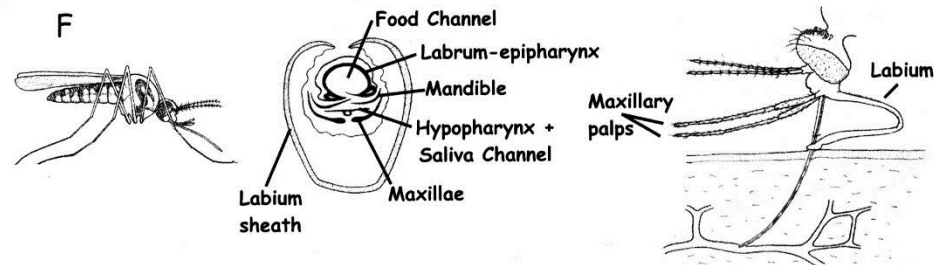 F
Food Channel
Labrum-epipharynx
Mandible
Hypopharynx +
Saliva Channel
Maxillae
Labium
sheath
Maxillary
palps
Labium